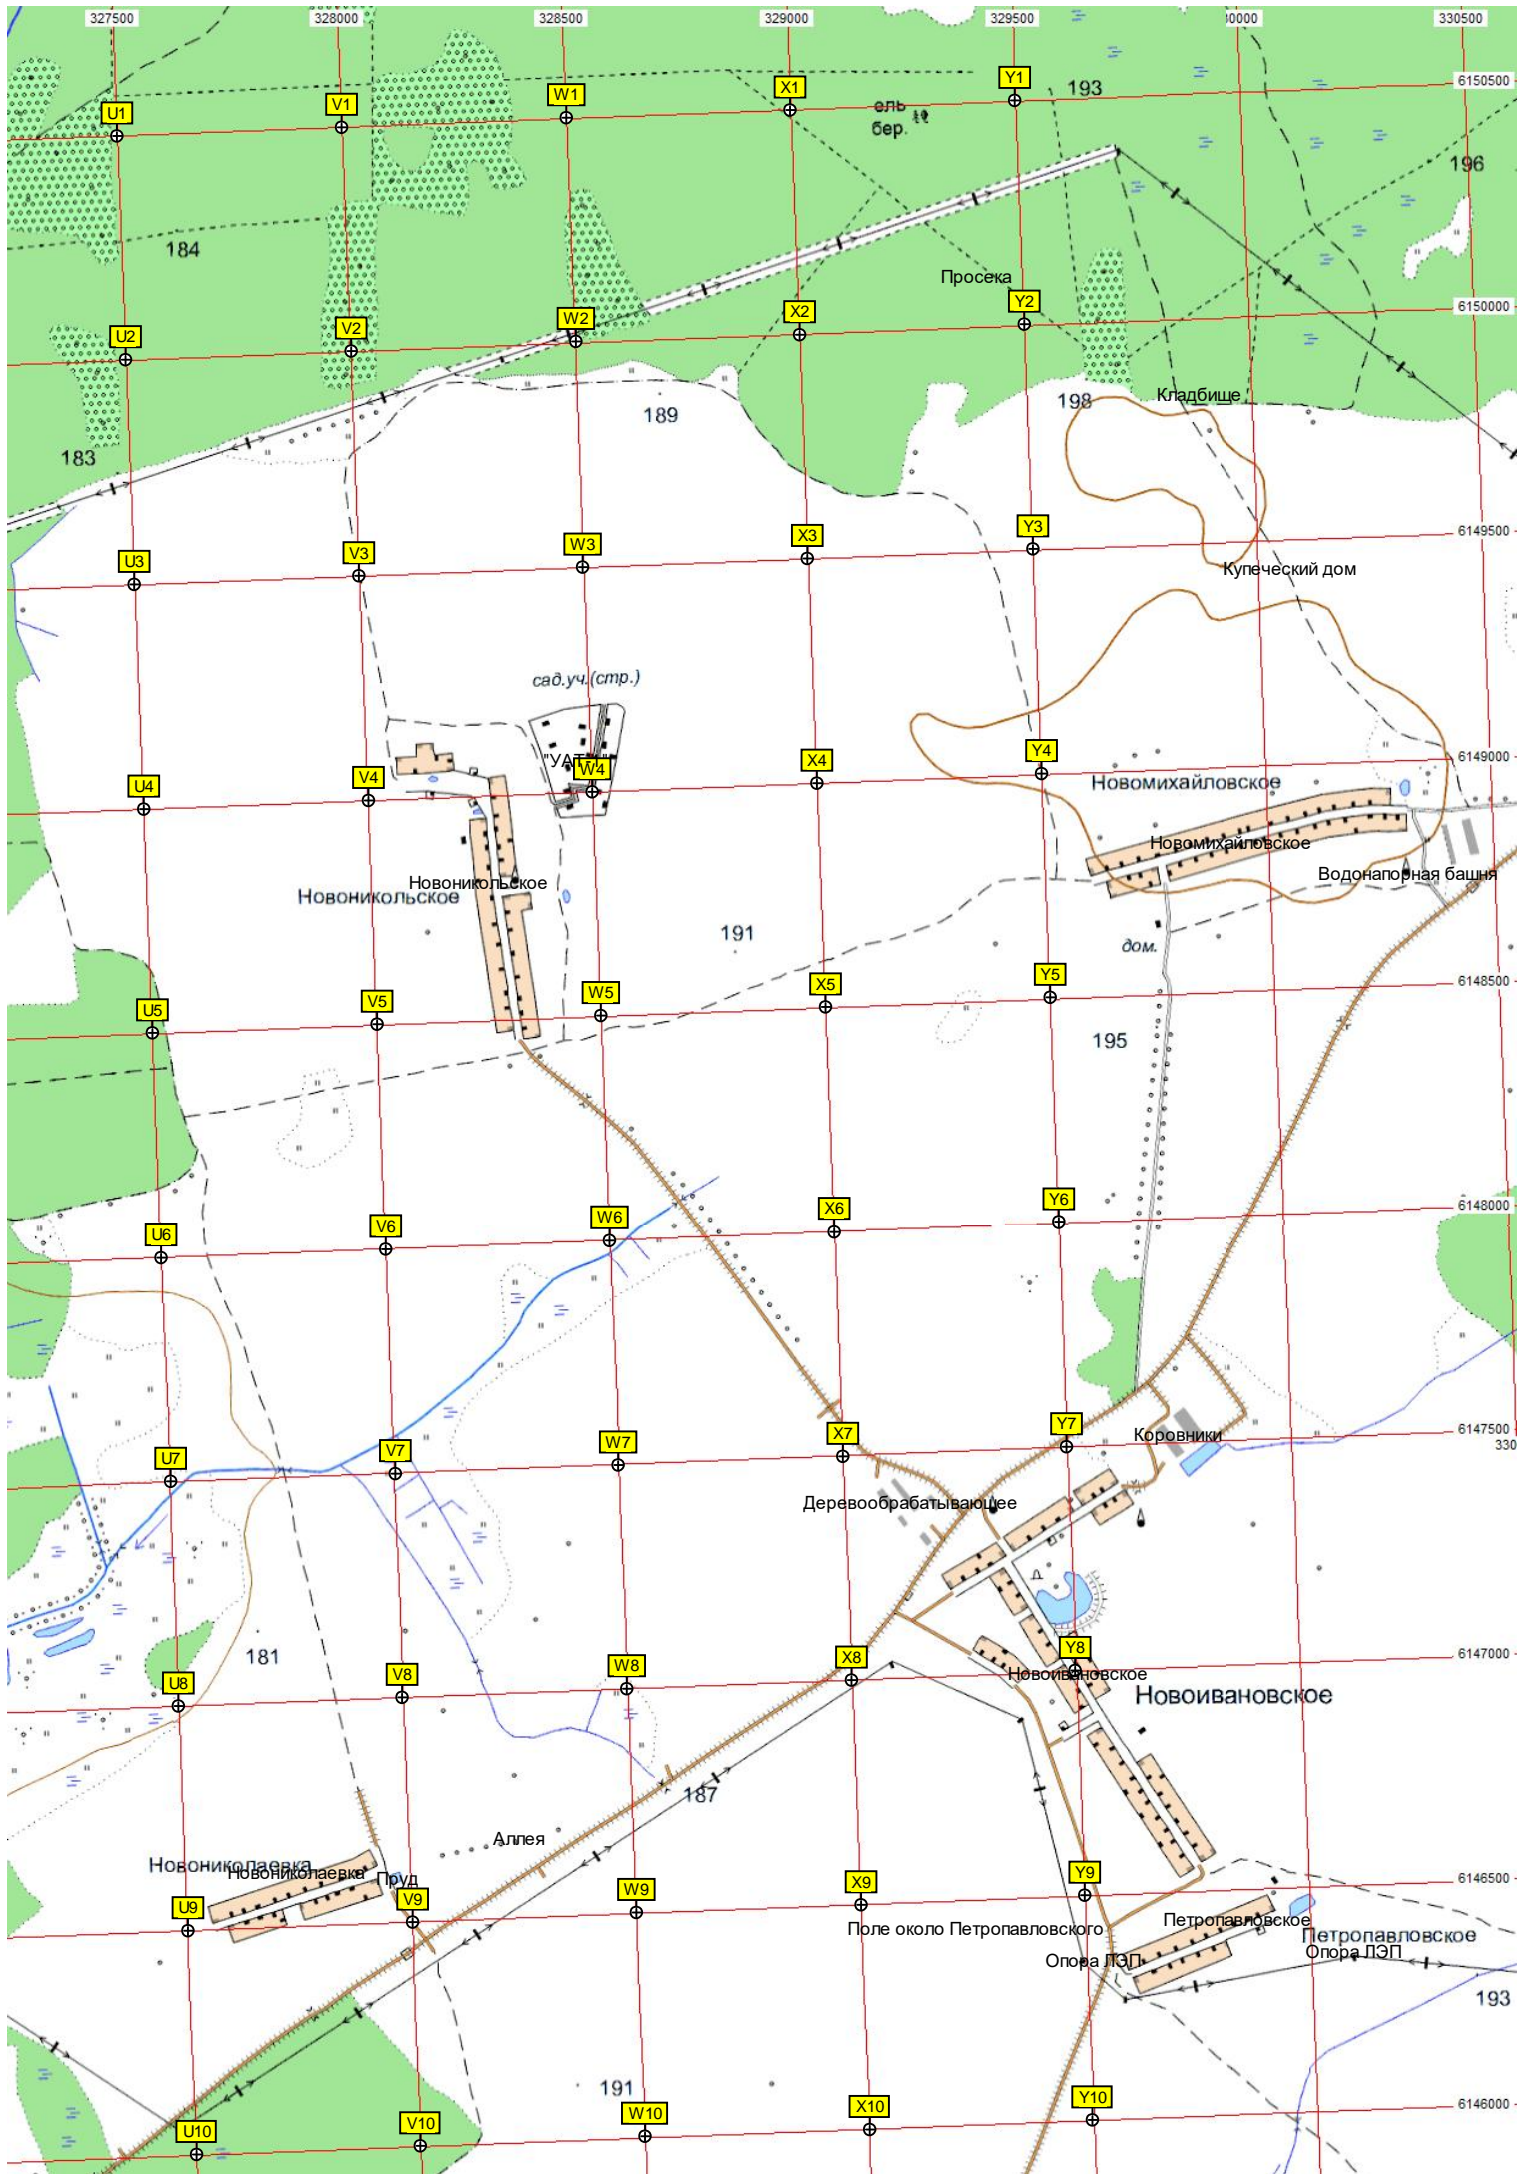 327500 328000 328500 329000 329500 30000 330500
6150500
U1 V1 W1 X1 Y1
193
ель
бер.
196
184
Просека
6150000
U2 V2 W2 X2 Y2
Кладбище
198
189
183
6149500
U3 V3 W3 X3 Y3
Купеческий дом
сад.уч.(стр.)
6149000
U4 V4 W4 X4 Y4
Новомихайловское
Новомихайловское
Водонапорная башня
Новоникольское
Новоникольское
191
дом.
6148500
U5 V5 W5 X5 Y5
195
6148000
U6 V6 W6 X6 Y6
6147500
330
U7 V7 W7 X7 Y7
Коровники
Деревообрабатывающее
181
6147000
U8 V8 W8 X8 Y8
Новоивановское
Новоивановское
187
Аллея
Новониколаевка
Новониколаевка
Пруд
6146500
U9 V9 W9 X9 Y9
Поле около Петропавловского
Петропавловское
Петропавловское
Опора ЛЭП
Опора ЛЭП
193
191
6146000
U10 V10 W10 X10 Y10